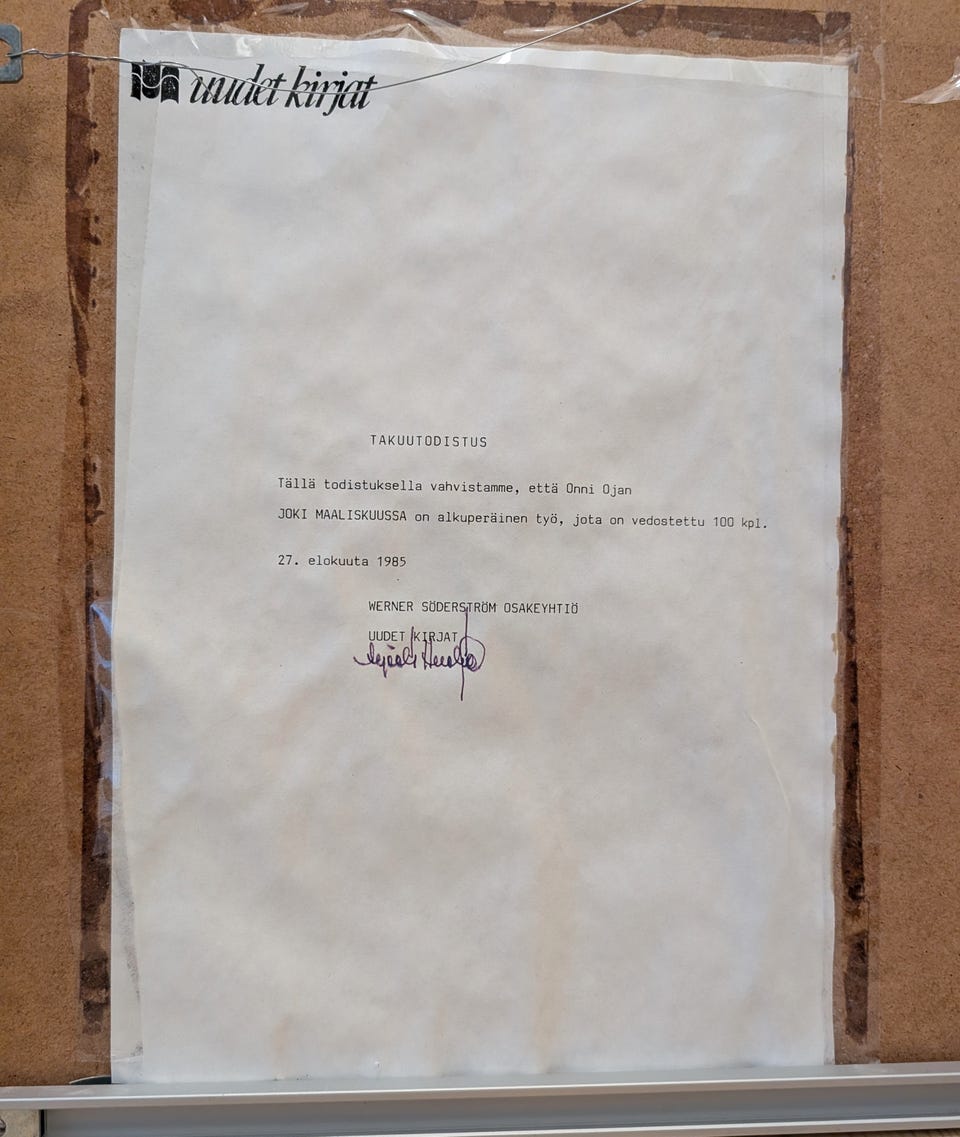 uudet kirjat
TAKUUTODISTUS
Tällä todistuksella vahvistamme, että Onni Ojan
JOKI MAALISKUUSSA on alkuperäinen työ, jota on vedostettu 100 kpl.
27. elokuuta 1985
WERNER SÖDERSTRÖM OSAKEYHTIÖ
UUDET KIRJAT